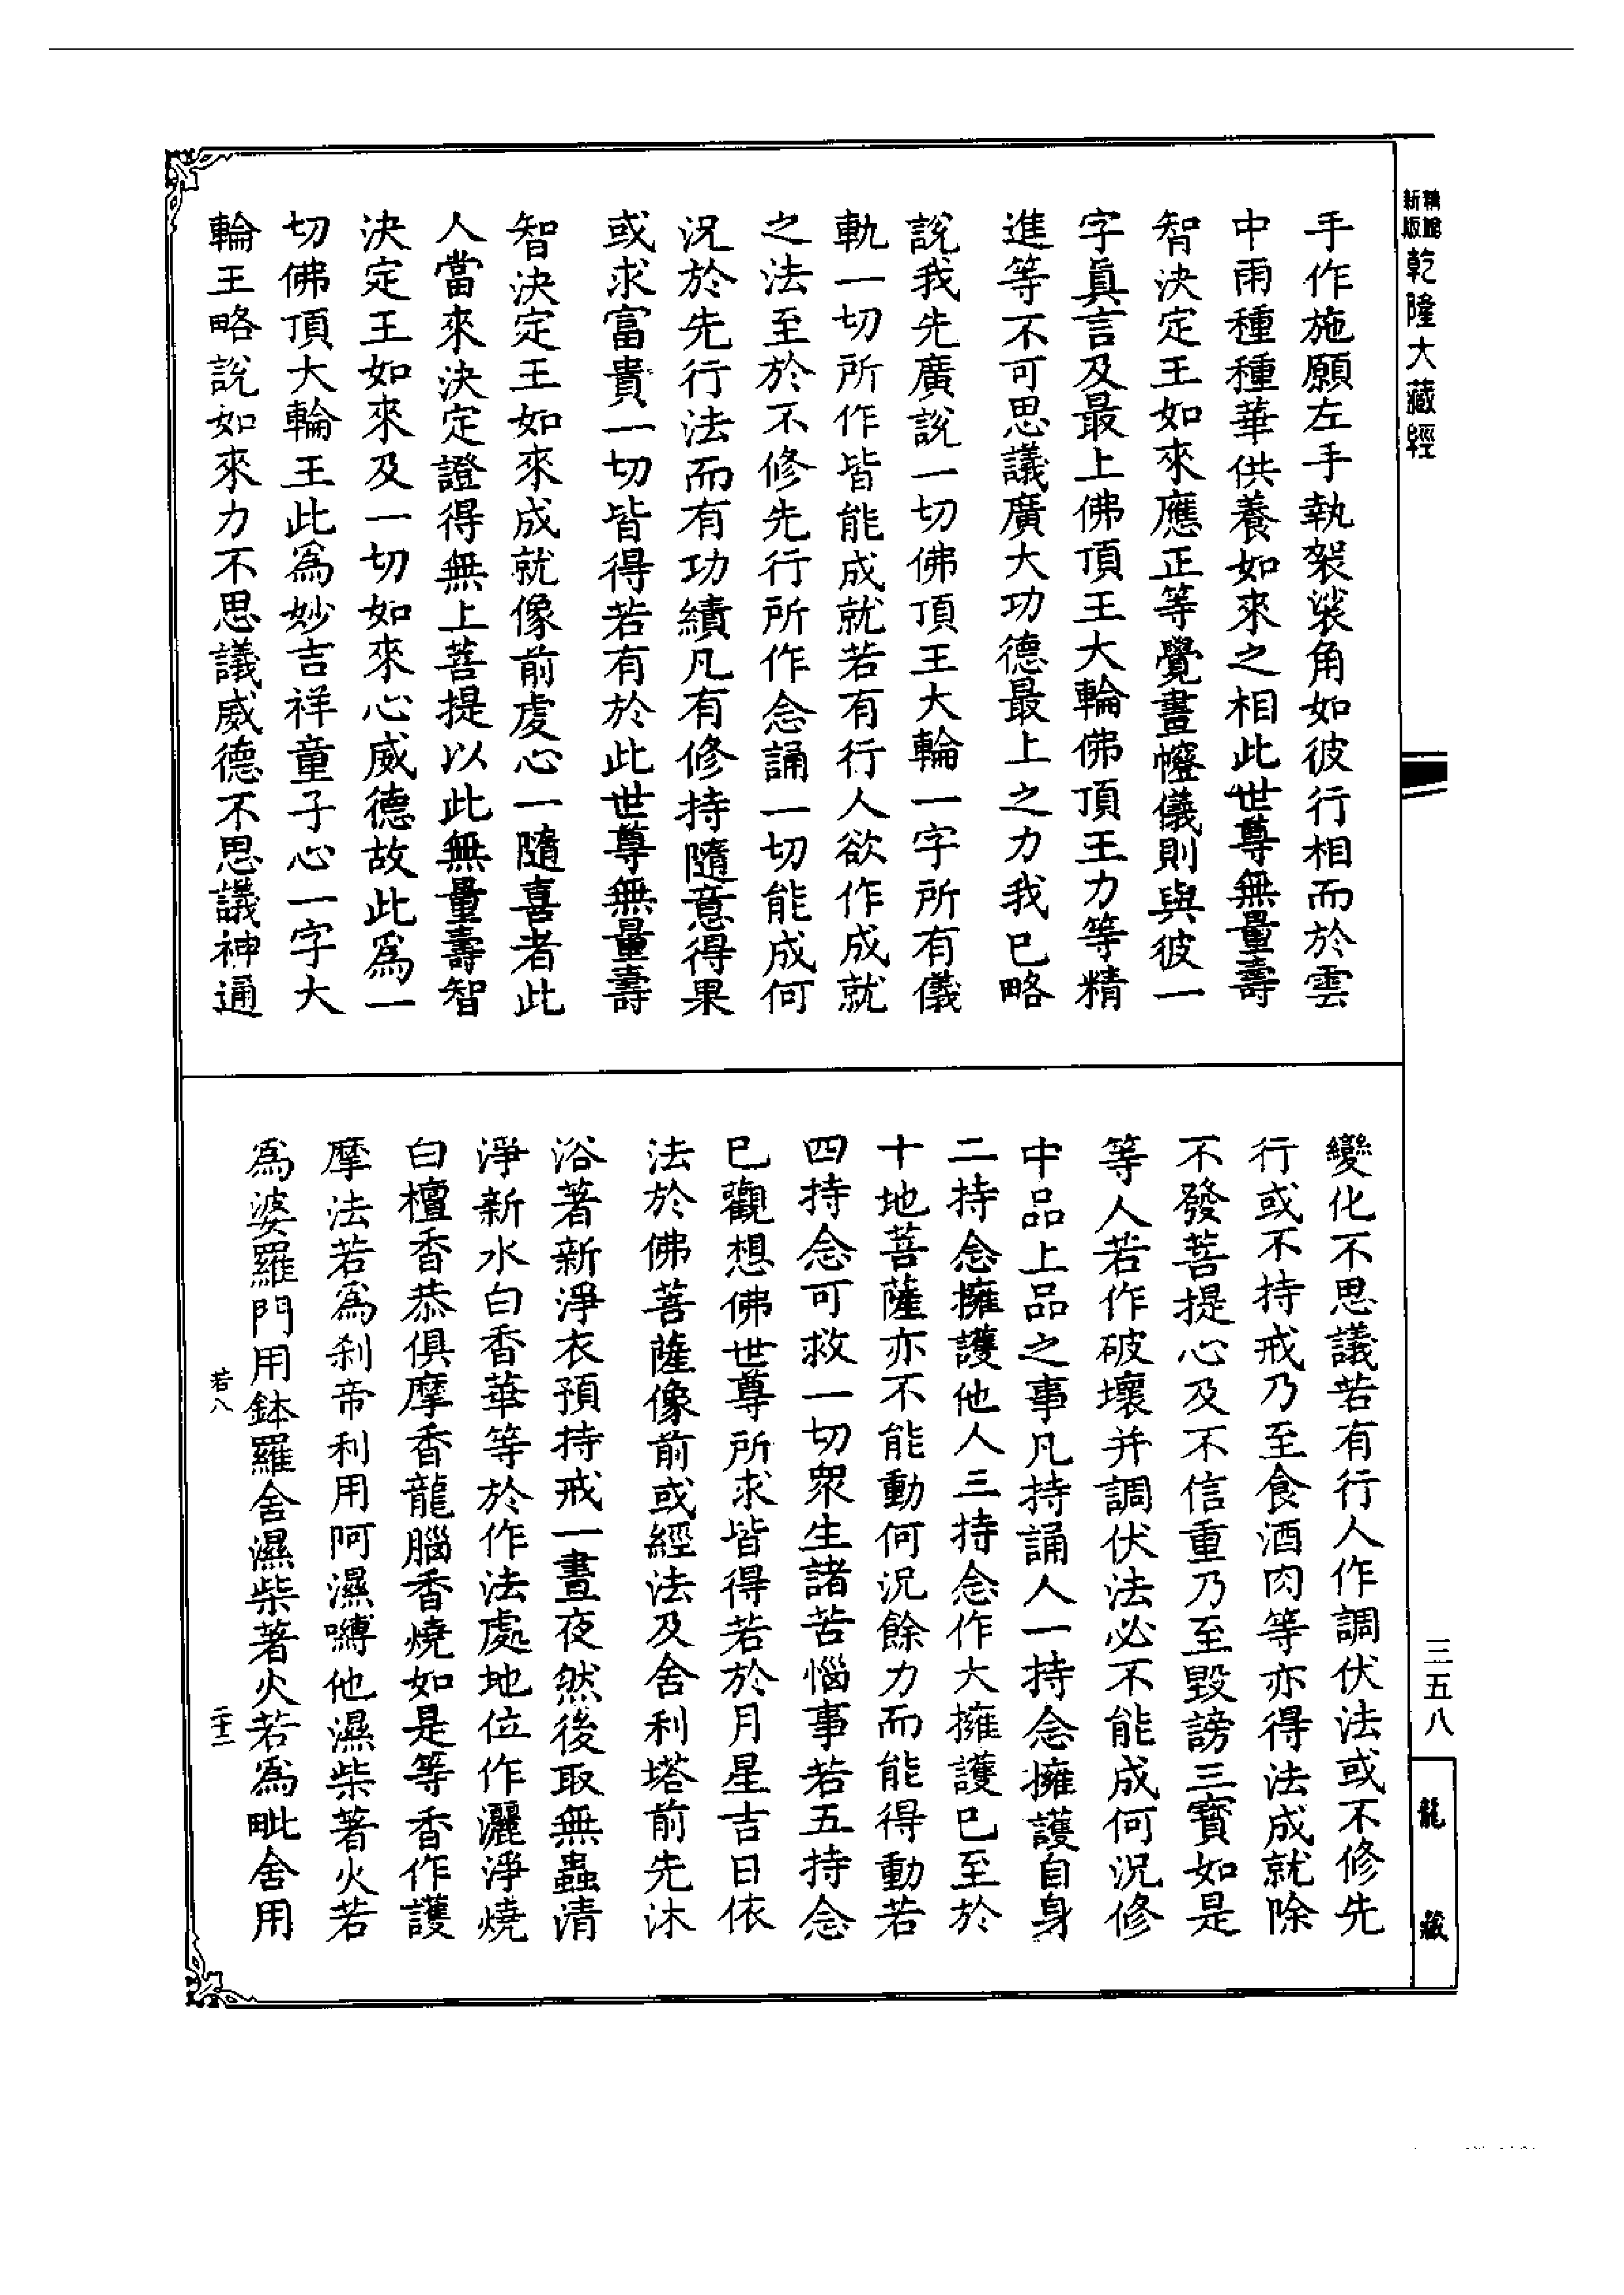 精縮
新版
乾隆大藏經
手作施願左手執袈裟角如彼行相而於雲
中雨種種華供養如來之相此世尊無量壽
智決定王如來應正等覺畫㡧儀則與彼一
字眞言及最上佛頂王大輪佛頂王力等精
進等不可思議廣大功德最上之力我已略
說我先廣說一切佛頂王大輪一字所有儀
軌一切所作皆能成就若有行人欲作成就
之法至於不修先行所作念誦一切能成何
況於先行法而有功績凡有修持隨意得果
或求富貴一切皆得若有於此世尊無量壽
智決定王如來成就像前虔心一隨喜者此
人當來決定證得無上菩提以此無量壽智
決定王如來及一切如來心威德故此爲一
切佛頂大輪王此爲妙吉祥童子心一字大
輪王略說如來力不思議威德不思議神通
三五八
龍藏
變化不思議若有行人作調伏法或不修先
行或不持戒乃至食酒肉等亦得法成就除
不發菩提心及不信重乃至毀謗三寶如是
等人若作破壞并調伏法必不能成何況修
中品上品之事凡持誦人一持念擁護自身
二持念擁護他人三持念作大擁護已至於
十地菩薩亦不能動何況餘力而能得動若
四持念可救一切衆生諸苦惱事若五持念
已觀想佛世尊所求皆得若於月星吉日依
法於佛菩薩像前或經法及舍利塔前先沐
浴著新淨衣預持戒一晝夜然後取無蟲清
淨新水白香華等於作法處地位作灑淨燒
白檀香恭俱摩香龍腦香燒如是等香作護
摩法若爲刹帝利用阿濕嚩他濕柴著火若
爲婆羅門用鉢羅舍濕柴著火若爲毗舍用
若八
二十二